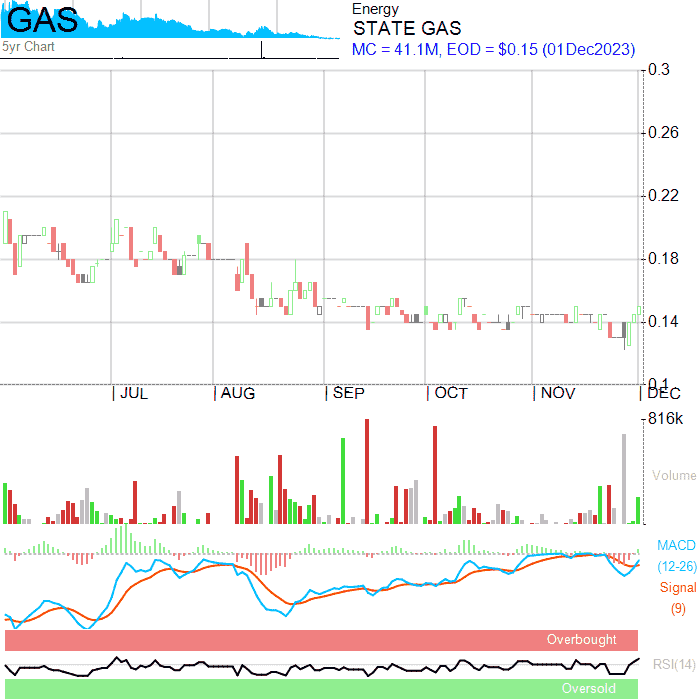 GAS
5yr Chart
Energy
STATE GAS
MC = 41.1M, EOD = $0.15 (01Dec2023)
0.3
0.26
0.22
0.18
0.14
0.1
JUL AUG SEP OCT NOV DEC
816k
Volume
MACD
(12-26)
Signal
(9)
Overbought
RSI(14)
Oversold